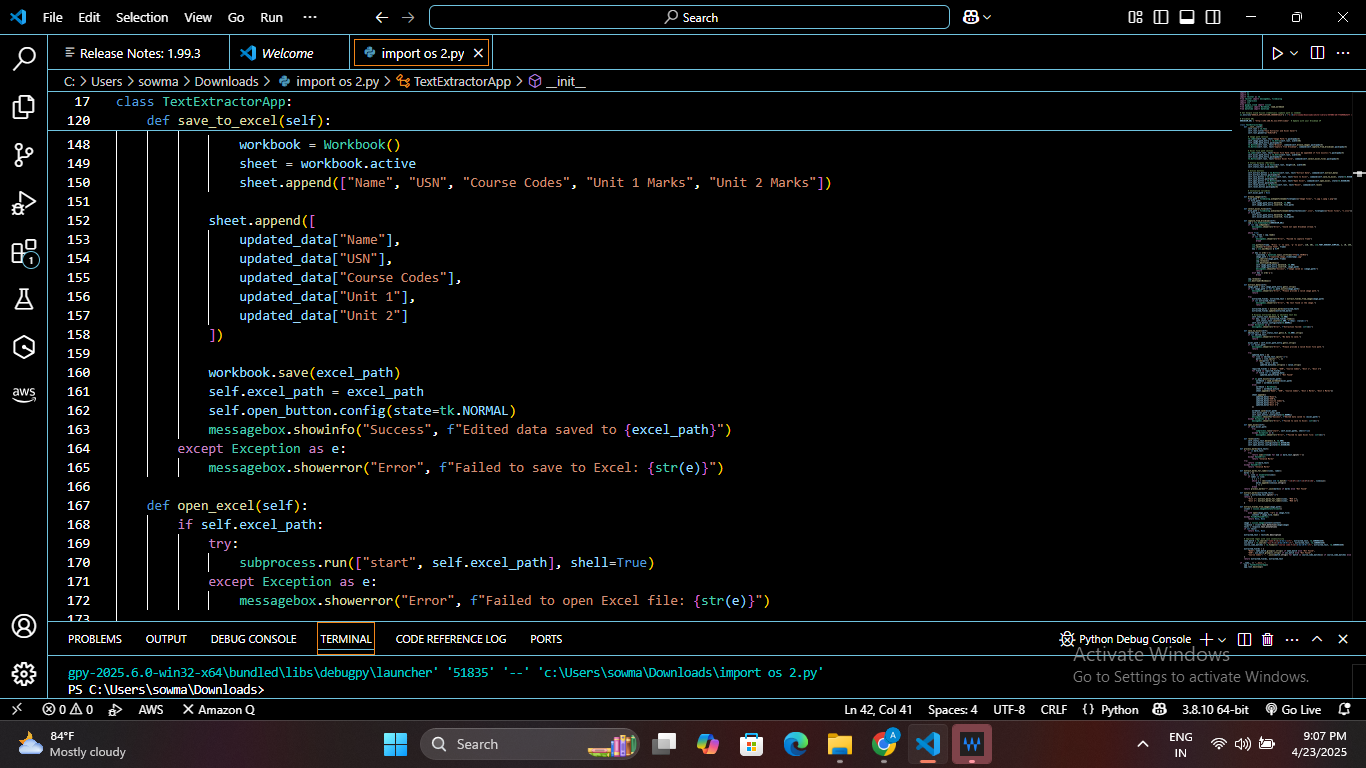 File Edit Selection View Go Run ··· Search
Release Notes: 1.99.3 Welcome import os 2.py
C: > Users > sowma > Downloads > import os 2.py > TextExtractorApp > __init__
17 class TextExtractorApp:
120 def save_to_excel(self):
148 workbook = Workbook()
149 sheet = workbook.active
150 sheet.append(["Name", "USN", "Course Codes", "Unit 1 Marks", "Unit 2 Marks"])
151
152 sheet.append([
153 updated_data["Name"],
154 updated_data["USN"],
155 updated_data["Course Codes"],
156 updated_data["Unit 1"],
157 updated_data["Unit 2"]
158 ])
159
160 workbook.save(excel_path)
161 self.excel_path = excel_path
162 self.open_button.config(state=tk.NORMAL)
163 messagebox.showinfo("Success", f"Edited data saved to {excel_path}")
164 except Exception as e:
165 messagebox.showerror("Error", f"Failed to save to Excel: {str(e)}")
166
167 def open_excel(self):
168 if self.excel_path:
169 try:
170 subprocess.run(["start", self.excel_path], shell=True)
171 except Exception as e:
172 messagebox.showerror("Error", f"Failed to open Excel file: {str(e)}")
173
1
aws
PROBLEMS OUTPUT DEBUG CONSOLE TERMINAL CODE REFERENCE LOG PORTS Python Debug Console
gpy-2025.6.0-win32-x64\bundled\libs\debugpy\launcher' '51835' '--' 'c:\Users\sowma\Downloads\import os 2.py'
PS C:\Users\sowma\Downloads>
Activate Windows
Go to Settings to activate Windows.
0 0 AWS Amazon Q Ln 42, Col 41 Spaces: 4 UTF-8 CRLF {} Python 3.8.10 64-bit Go Live
84°F
Mostly cloudy
Search
ENG
IN
9:07 PM
4/23/2025